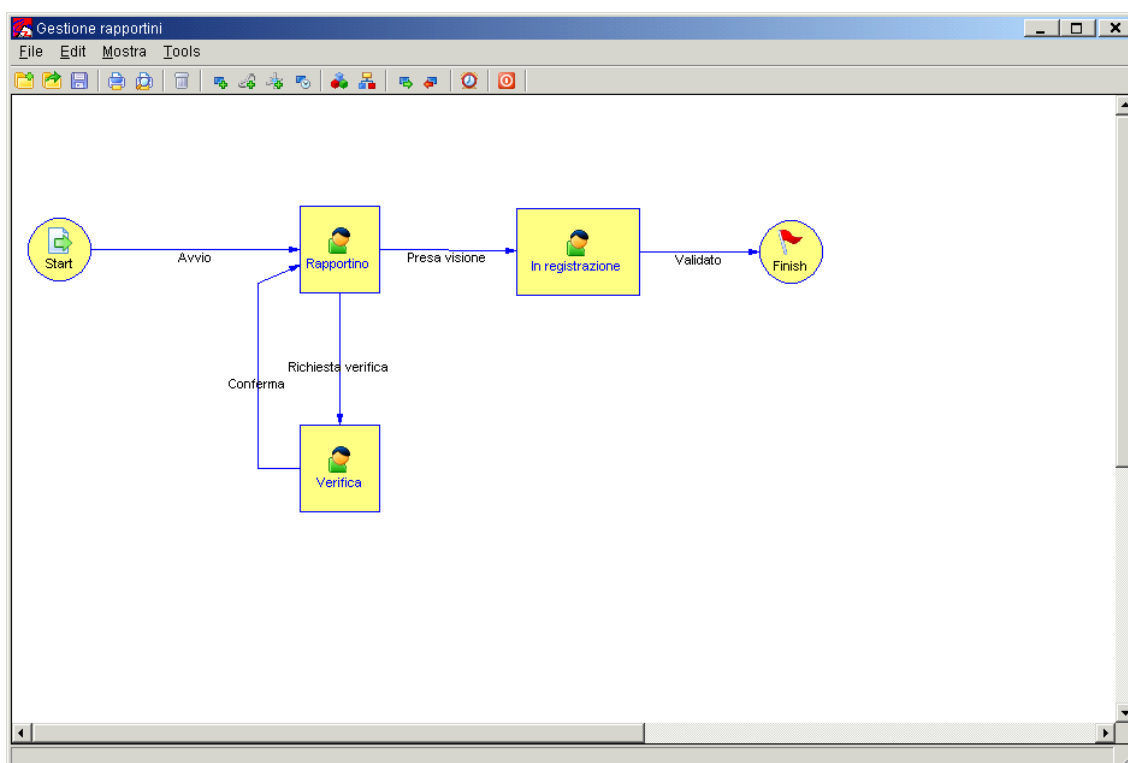 Gestione rapportini
File Edit Mostra Tools
Start
Avvio
Rapportino
Presa visione
In registrazione
Validato
Finish
Richiesta verifica
Conferma
Verifica